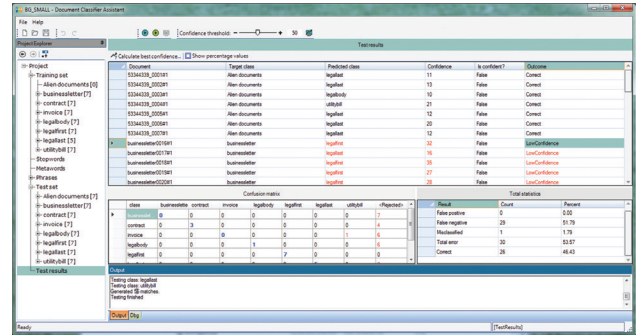 BG_SMALL - Document Classifier Assistant
File Help
Confidence threshold: - + 50
Project Explorer
Test results
Calculate best confidence... Show percentage values
Project
Training set
Alien documents [0]
businessletter [7]
contract [7]
invoice [7]
legalbody [7]
legalfirst [7]
legallast [7]
utilitybill [7]
Stopwords
Metawords
Phrases
Test set
Alien documents [7]
businessletter [7]
contract [7]
invoice [7]
legalbody [7]
legalfirst [7]
legallast [7]
utilitybill [7]
Test results
Document Target class Predicted class Confidence Is confident? Outcome
53344339_0001#1 Alien documents legallast 11 False Correct
53344339_0002#1 Alien documents legallast 13 False Correct
53344339_0003#1 Alien documents legalbody 10 False Correct
53344339_0004#1 Alien documents utilitybill 21 False Correct
53344339_0005#1 Alien documents legallast 12 False Correct
53344339_0006#1 Alien documents legallast 20 False Correct
53344339_0007#1 Alien documents legallast 12 False Correct
businessletter0016#1 businessletter legalfirst 32 False LowConfidence
businessletter0017#1 businessletter legallast 16 False LowConfidence
businessletter0018#1 businessletter legalfirst 35 False LowConfidence
businessletter0019#1 businessletter legalfirst 27 False LowConfidence
businessletter0020#1 businessletter legalfirst 28 False LowConfidence
Confusion matrix
class businesslette contract invoice legalbody legalfirst legallast utilitybill <Rejected>
businesslet 0 0 0 0 0 0 0 7
contract 0 3 0 0 0 0 0 4
invoice 0 0 0 0 0 0 1 6
legalbody 0 0 0 1 0 0 0 6
legalfirst 0 0 0 0 7 0 0 0
Total statistics
Result Count Percent
False positive 0 0.00
False negative 29 51.79
Misclassified 1 1.79
Total error 30 53.57
Correct 26 46.43
Output
Testing class: legallast
Testing class: utilitybill
Generated 56 matches.
Testing finished
Output Dbg
Ready [TestResults]